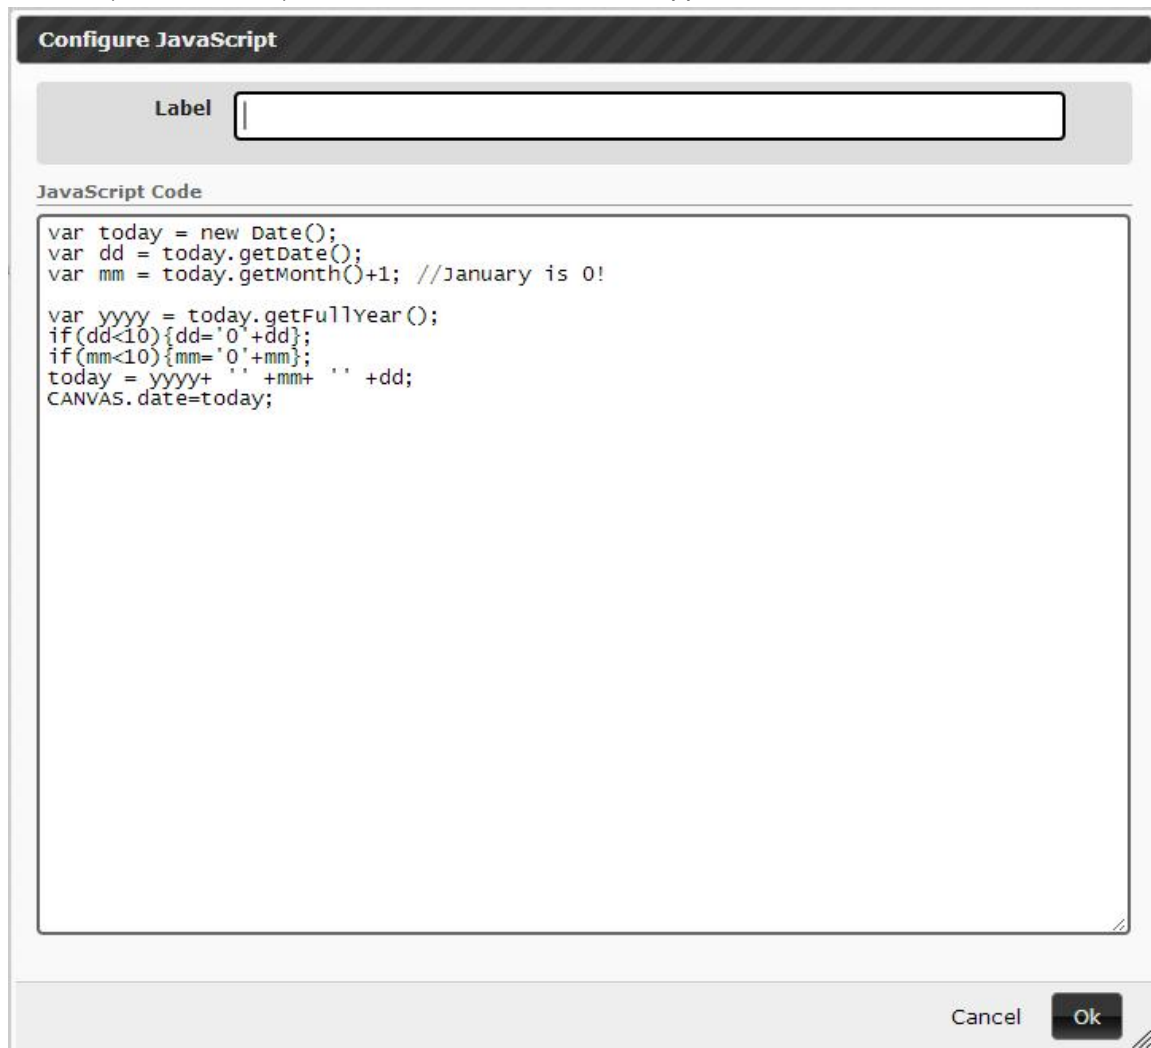 Configure JavaScript
Label
JavaScript Code
var today = new Date();
var dd = today.getDate();
var mm = today.getMonth()+1; //January is 0!
var yyyy = today.getFullYear();
if(dd<10){dd='0'+dd};
if(mm<10){mm='0'+mm};
today = yyyy+ '' +mm+ '' +dd;
CANVAS.date=today;
Cancel
Ok